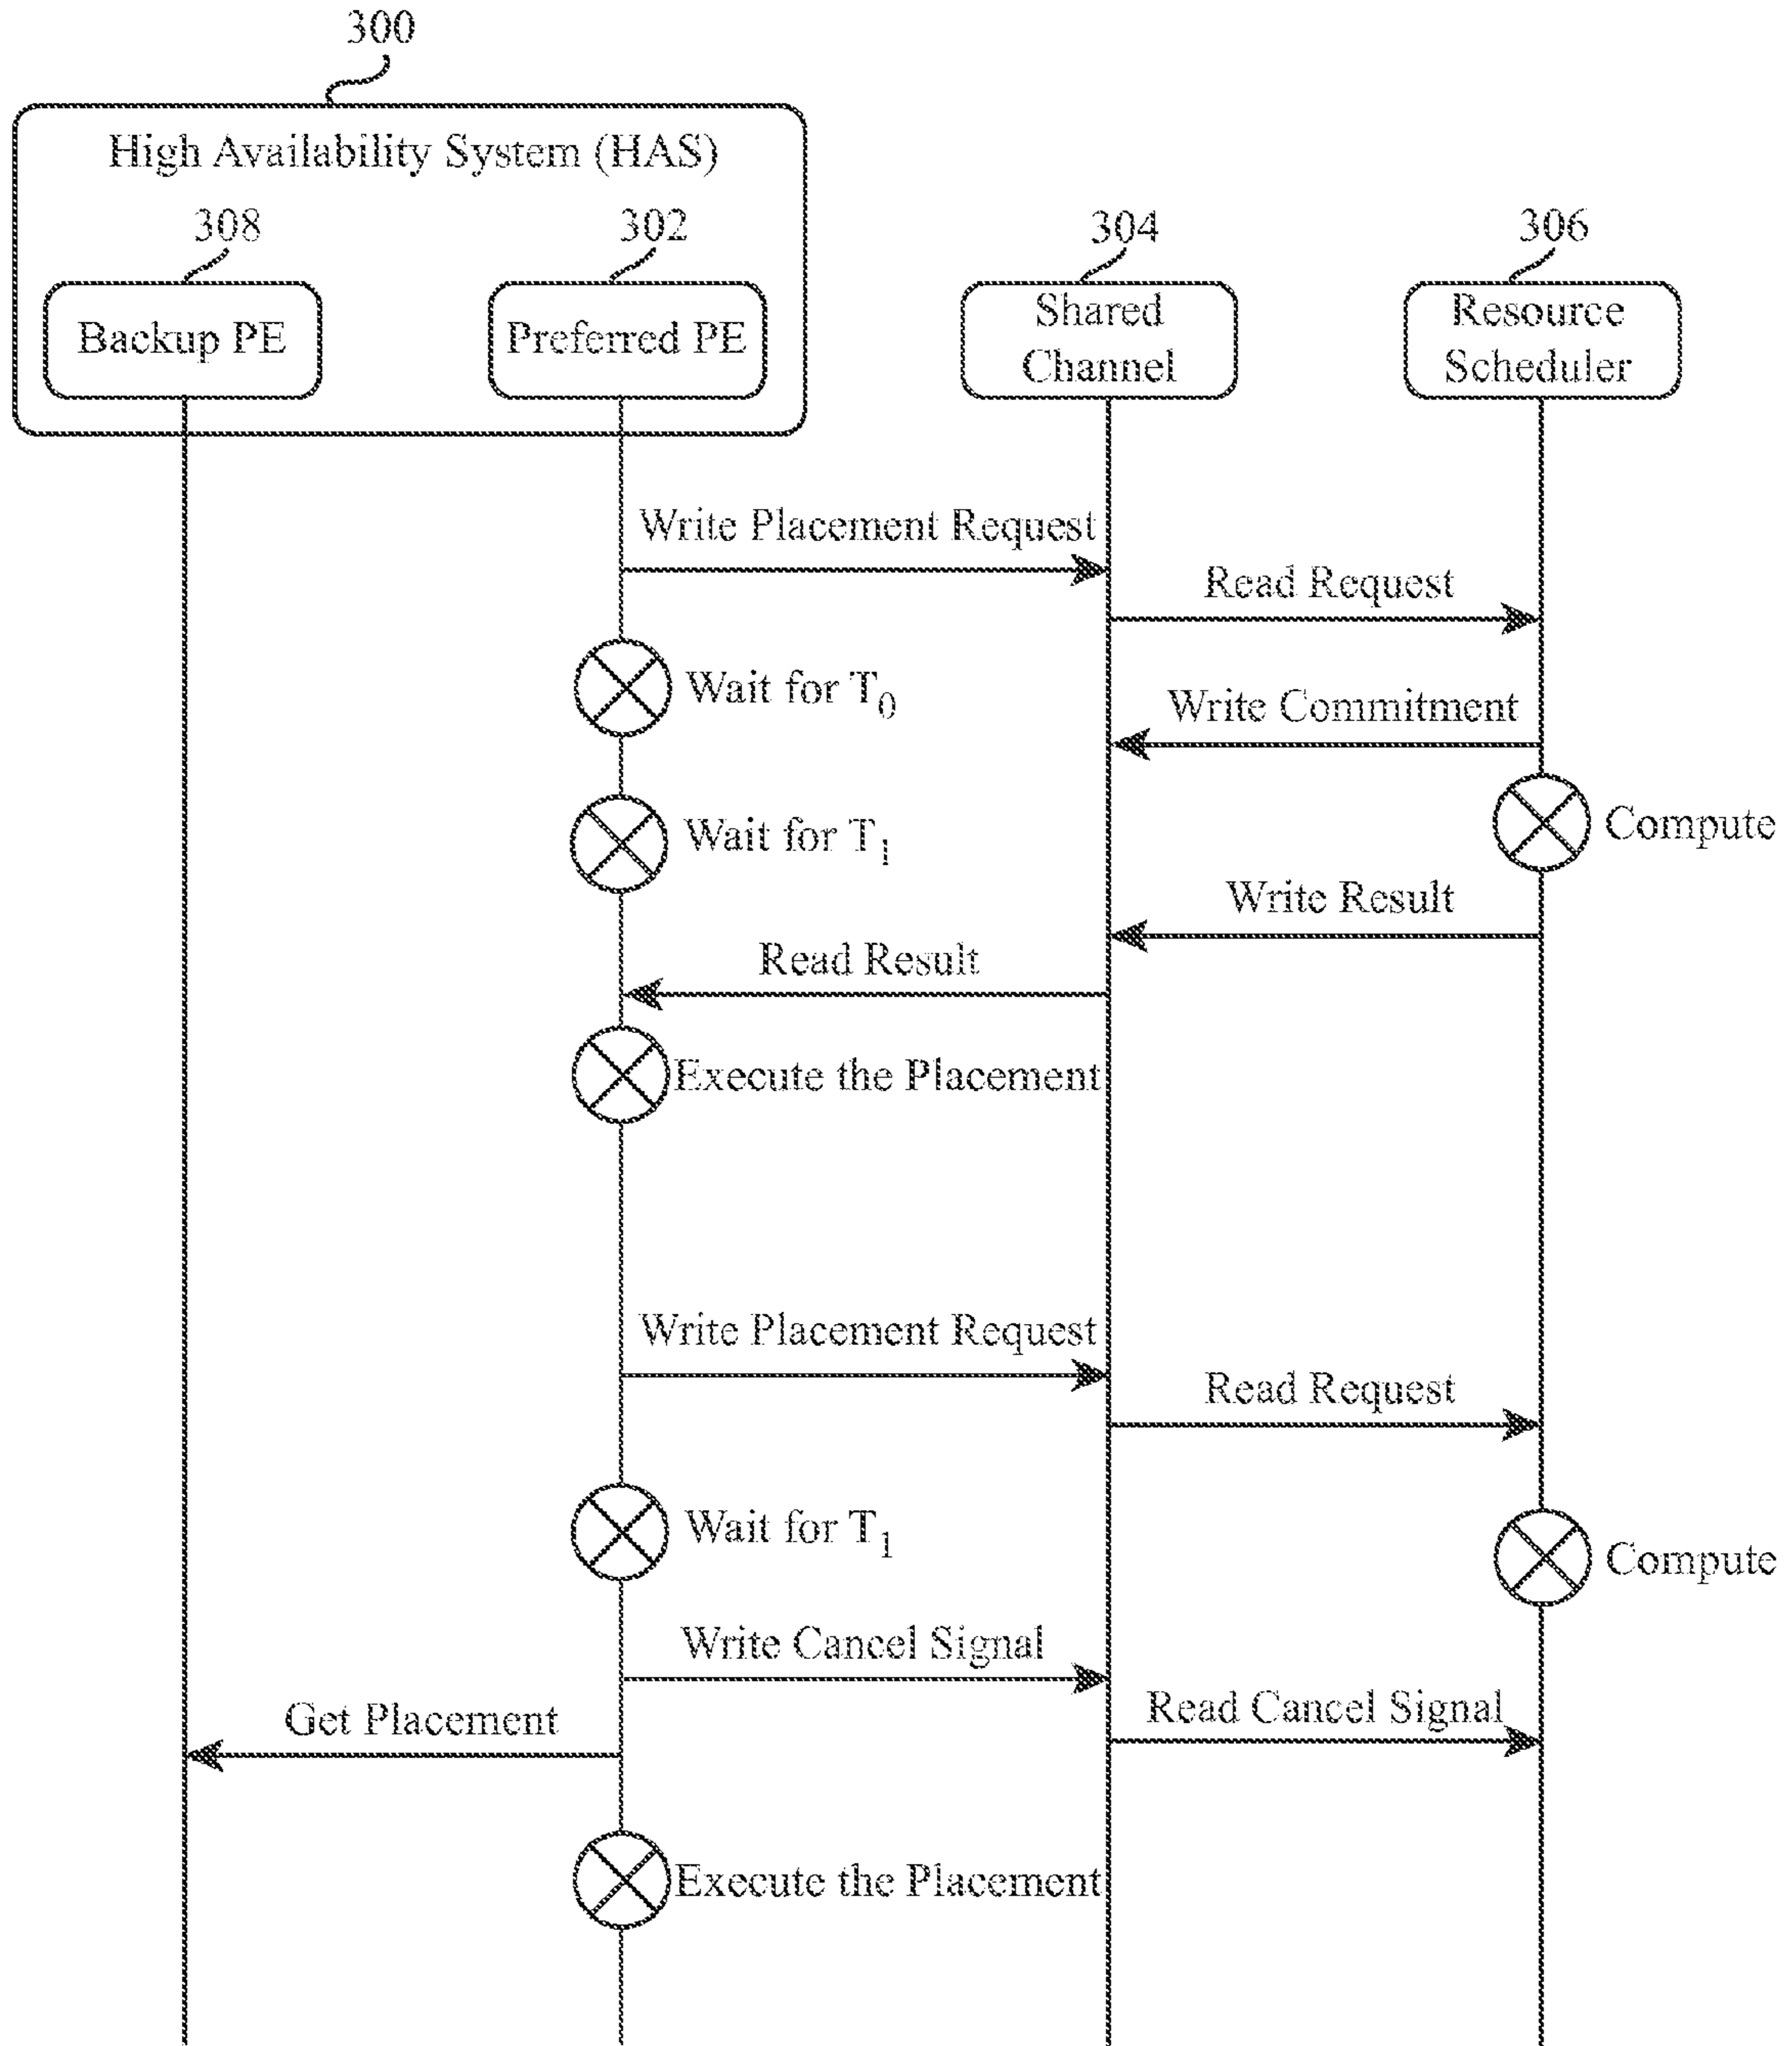 300
High Availability System (HAS)
308
302
304
306
Backup PE
Preferred PE
Shared
Channel
Resource
Scheduler
Write Placement Request
Read Request
Wait for T0
Write Commitment
Wait for T1
Compute
Write Result
Read Result
Execute the Placement
Write Placement Request
Read Request
Wait for T1
Compute
Write Cancel Signal
Get Placement
Read Cancel Signal
Execute the Placement